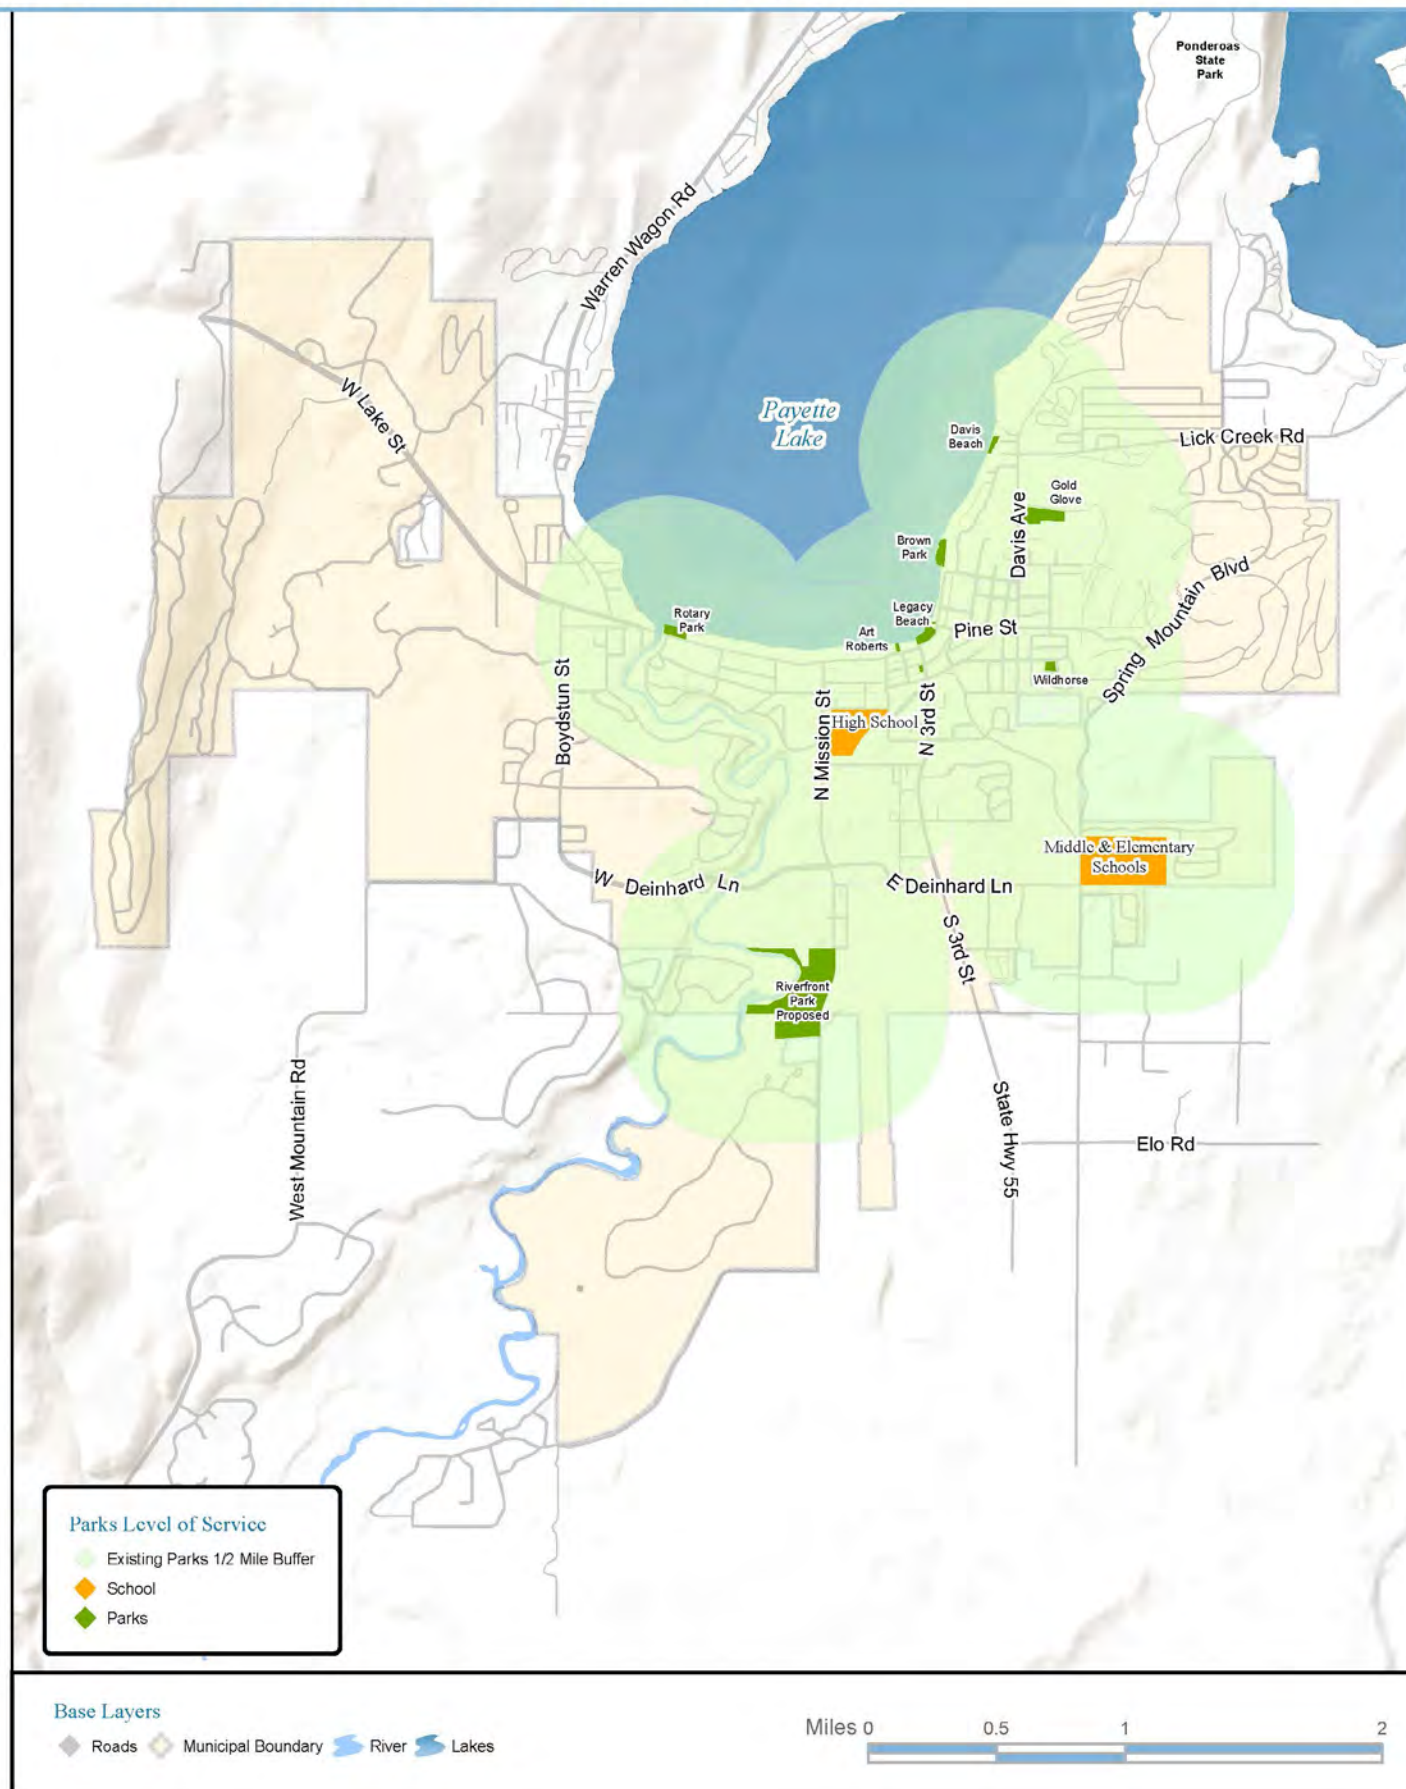 Ponderoas
State
Park
Warren Wagon Rd
W Lake St
Payette
Lake
Davis
Beach
Lick Creek Rd
Gold
Glove
Davis Ave
Brown
Park
Spring Mountain Blvd
Rotary
Park
Legacy
Beach
Art
Roberts
Pine St
Wildhorse
Boydstun St
N Mission St
High School
N 3rd St
Middle & Elementary
Schools
W Deinhard Ln
E Deinhard Ln
S 3rd St
Riverfront
Park
Proposed
West Mountain Rd
State Hwy 55
Elo Rd
Parks Level of Service
Existing Parks 1/2 Mile Buffer
School
Parks
Base Layers
Roads Municipal Boundary River Lakes
Miles 0 0.5 1 2